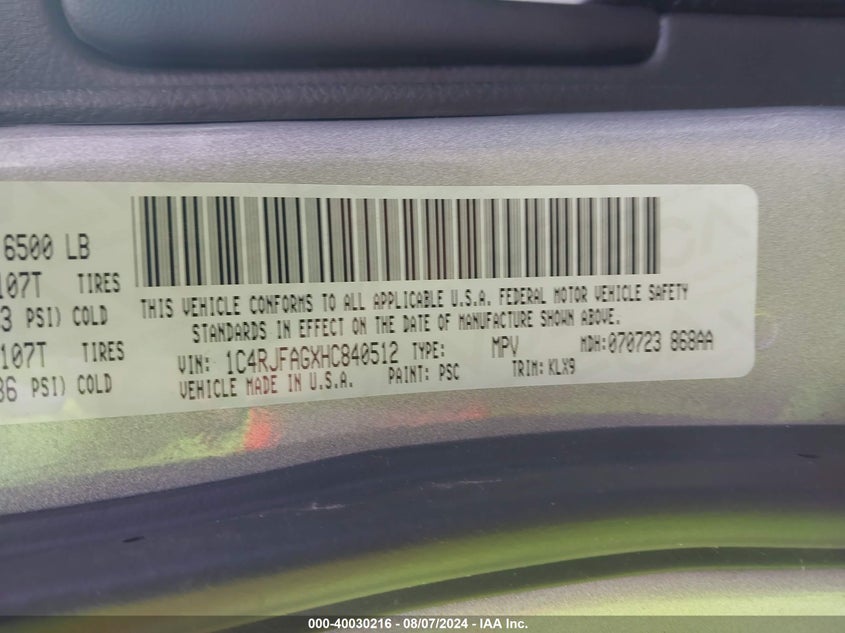 6500 LB
107T TIRES
3 PSI) COLD
107T TIRES
36 PSI) COLD
THIS VEHICLE CONFORMS TO ALL APPLICABLE U.S.A. FEDERAL MOTOR VEHICLE SAFETY
STANDARDS IN EFFECT ON THE DATE OF MANUFACTURE SHOWN ABOVE.
VIN: 1C4RJFAGXHC840512 TYPE: MPV MDH: 070723 868AA
VEHICLE MADE IN U.S.A. PAINT: PSC TRIM: KLX9
000-40030216 - 08/07/2024 - IAA Inc.